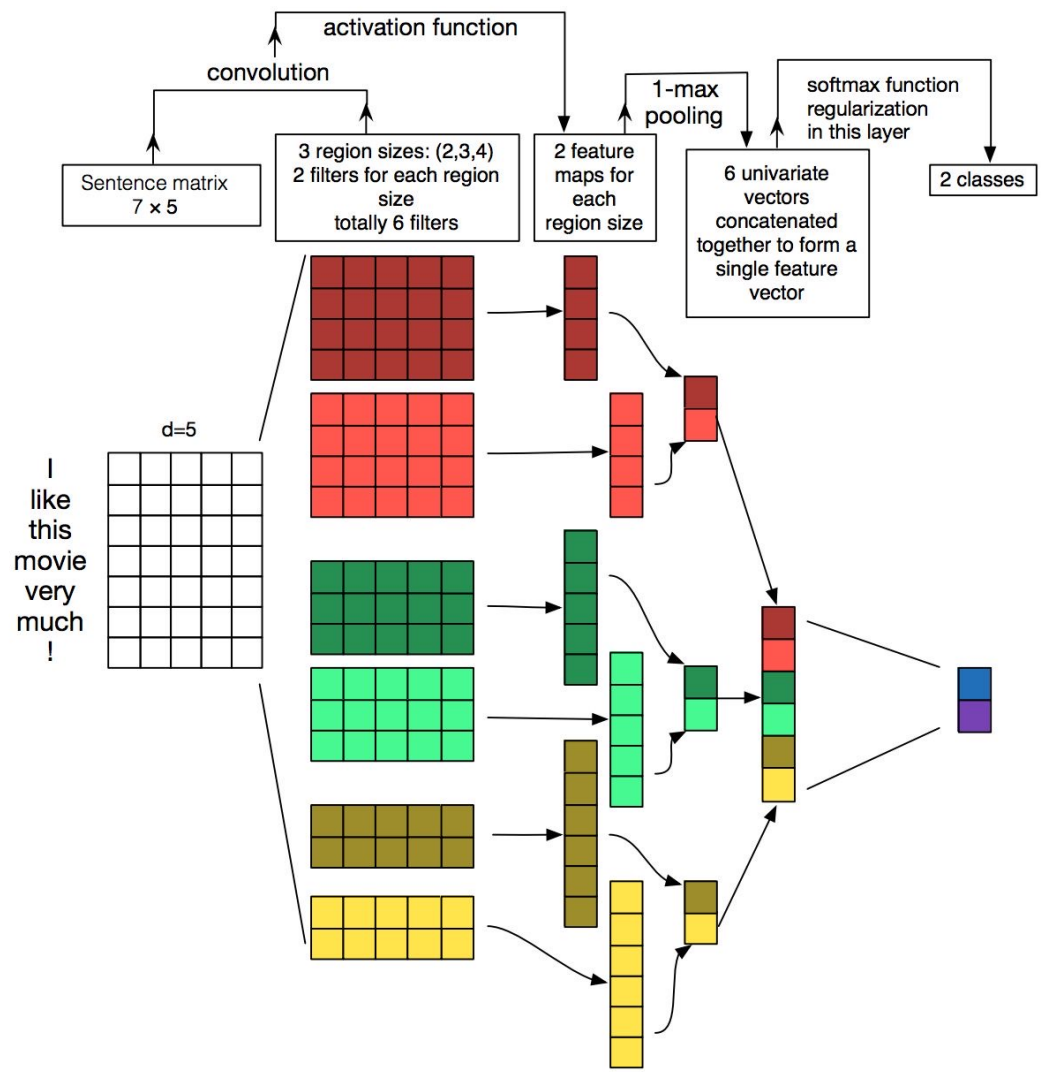 activation function
convolution
1-max
pooling
softmax function
regularization
in this layer
Sentence matrix
7 × 5
3 region sizes: (2,3,4)
2 filters for each region
size
totally 6 filters
2 feature
maps for
each
region size
6 univariate
vectors
concatenated
together to form a
single feature
vector
2 classes
d=5
I
like
this
movie
very
much
!